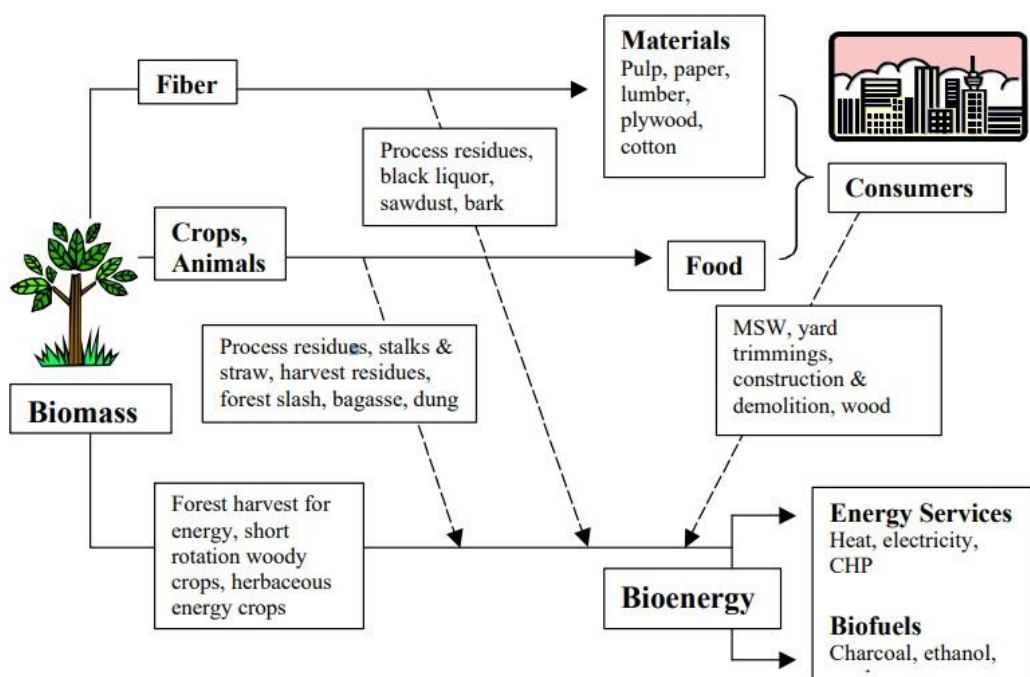 Fiber
Materials
Pulp, paper,
lumber,
plywood,
cotton
Process residues,
black liquor,
sawdust, bark
Consumers
Crops,
Animals
Food
Process residues, stalks &
straw, harvest residues,
forest slash, bagasse, dung
MSW, yard
trimmings,
construction &
demolition, wood
Biomass
Forest harvest for
energy, short
rotation woody
crops, herbaceous
energy crops
Bioenergy
Energy Services
Heat, electricity,
CHP
Biofuels
Charcoal, ethanol,